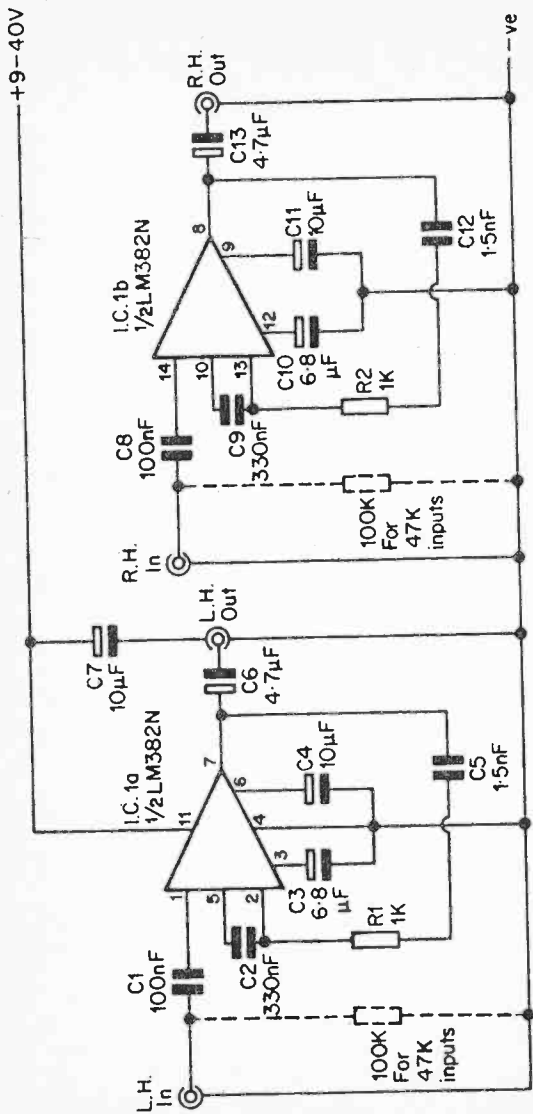 +9-40V
L.H.
In
C1
100nF
1
5
2
C2
330nF
100K
For
47K
inputs
R1
1K
C3
6·8
µF
3
4
6
C4
10µF
I.C.1a
1/2LM382N
11
7
C5
1·5nF
C6
4·7µF
L.H.
Out
C7
10µF
R.H.
In
C8
100nF
14
10
13
C9
330nF
100K
For
47K
inputs
R2
1K
C10
6·8
µF
12
9
C11
10µF
I.C.1b
1/2LM382N
8
C12
1·5nF
C13
4·7µF
R.H.
Out
-ve